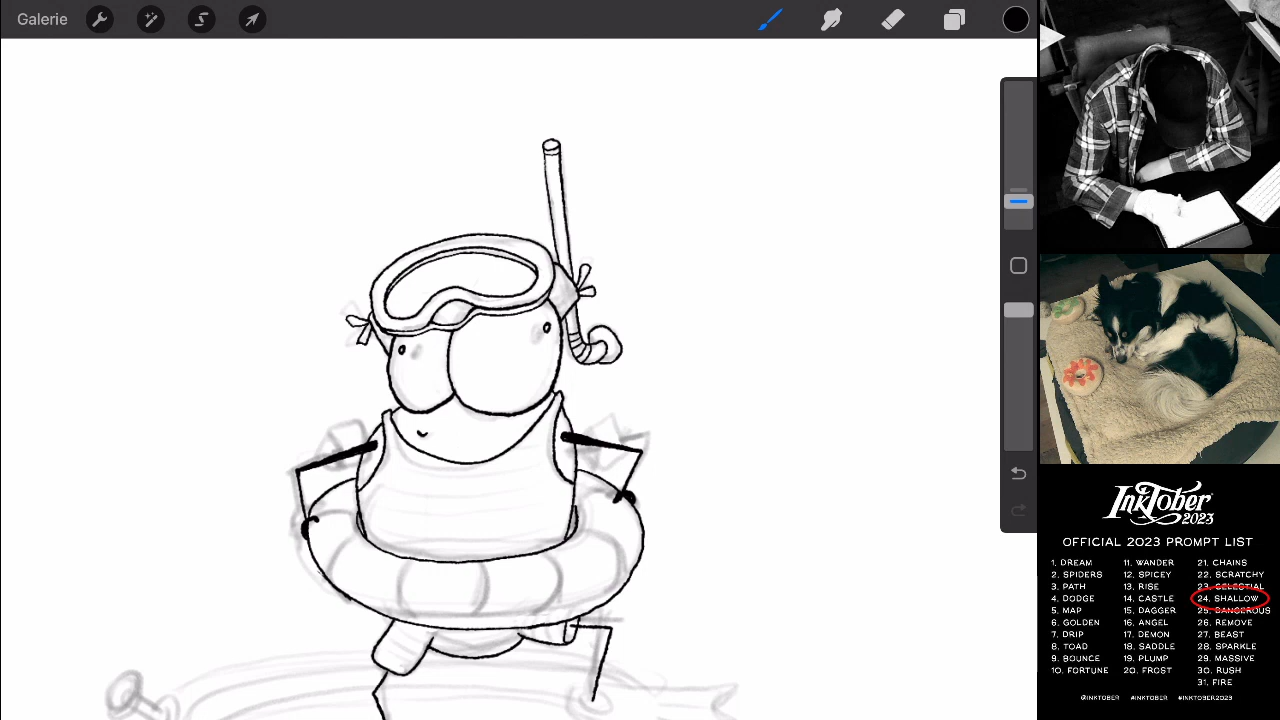 Galerie
InkTober
2023
OFFICIAL 2023 PROMPT LIST
1. DREAM
2. SPIDERS
3. PATH
4. DODGE
5. MAP
6. GOLDEN
7. DRIP
8. TOAD
9. BOUNCE
10. FORTUNE
11. WANDER
12. SPICEY
13. RISE
14. CASTLE
15. DAGGER
16. ANGEL
17. DEMON
18. SADDLE
19. PLUMP
20. FROST
21. CHAINS
22. SCRATCHY
23. CELESTIAL
24. SHALLOW
25. DANGEROUS
26. REMOVE
27. BEAST
28. SPARKLE
29. MASSIVE
30. RUSH
31. FIRE
@INKTOBER #INKTOBER #INKTOBER2023